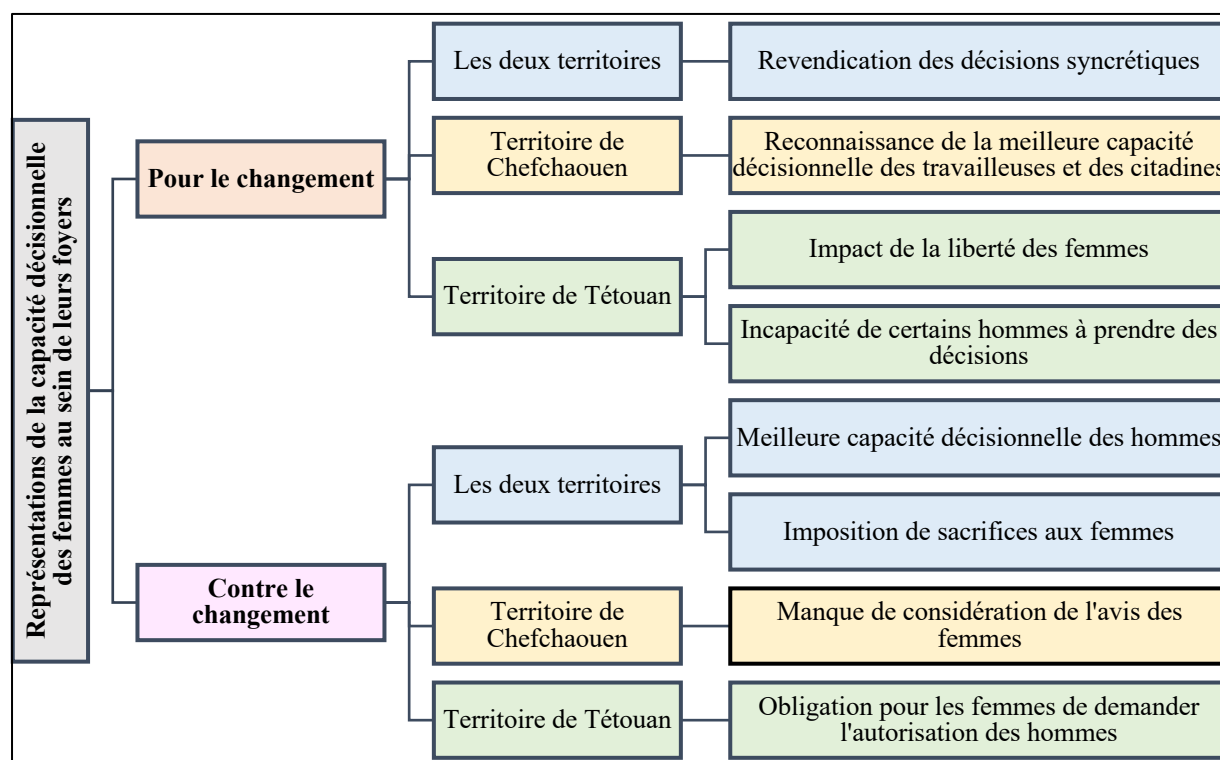 Représentations de la capacité décisionnelle
des femmes au sein de leurs foyers
Pour le changement
Les deux territoires
Revendication des décisions syncrétiques
Territoire de
Chefchaouen
Reconnaissance de la meilleure capacité
décisionnelle des travailleuses et des citadines
Territoire de Tétouan
Impact de la liberté des femmes
Incapacité de certains hommes à prendre des
décisions
Contre le
changement
Les deux territoires
Meilleure capacité décisionnelle des hommes
Imposition de sacrifices aux femmes
Territoire de
Chefchaouen
Manque de considération de l'avis des
femmes
Territoire de Tétouan
Obligation pour les femmes de demander
l'autorisation des hommes